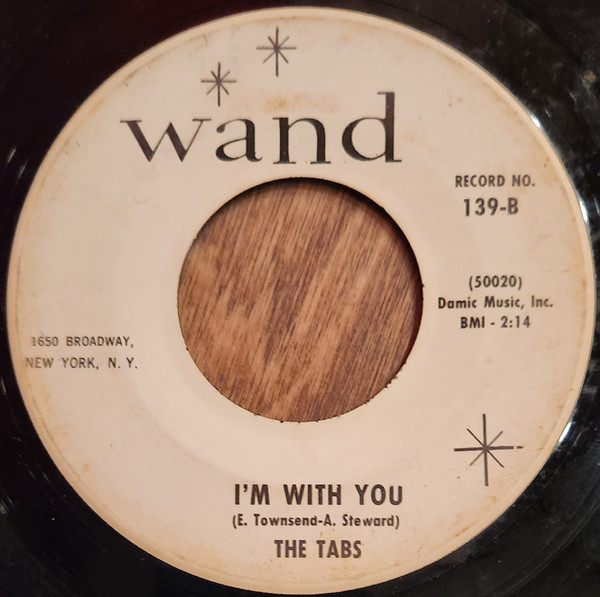 wand
RECORD NO.
139-B
(50020)
Damic Music, Inc.
BMI - 2:14
1650 BROADWAY,
NEW YORK, N. Y.
I'M WITH YOU
(E. Townsend-A. Steward)
THE TABS